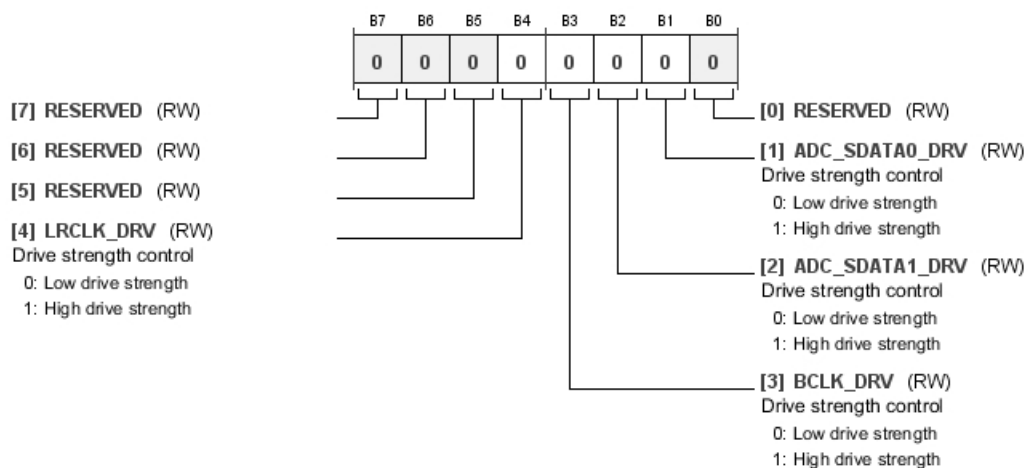 B7 B6 B5 B4 B3 B2 B1 B0
0 0 0 0 0 0 0 0
[7] RESERVED (RW)
[6] RESERVED (RW)
[5] RESERVED (RW)
[4] LRCLK_DRV (RW)
Drive strength control
0: Low drive strength
1: High drive strength
[0] RESERVED (RW)
[1] ADC_SDATA0_DRV (RW)
Drive strength control
0: Low drive strength
1: High drive strength
[2] ADC_SDATA1_DRV (RW)
Drive strength control
0: Low drive strength
1: High drive strength
[3] BCLK_DRV (RW)
Drive strength control
0: Low drive strength
1: High drive strength